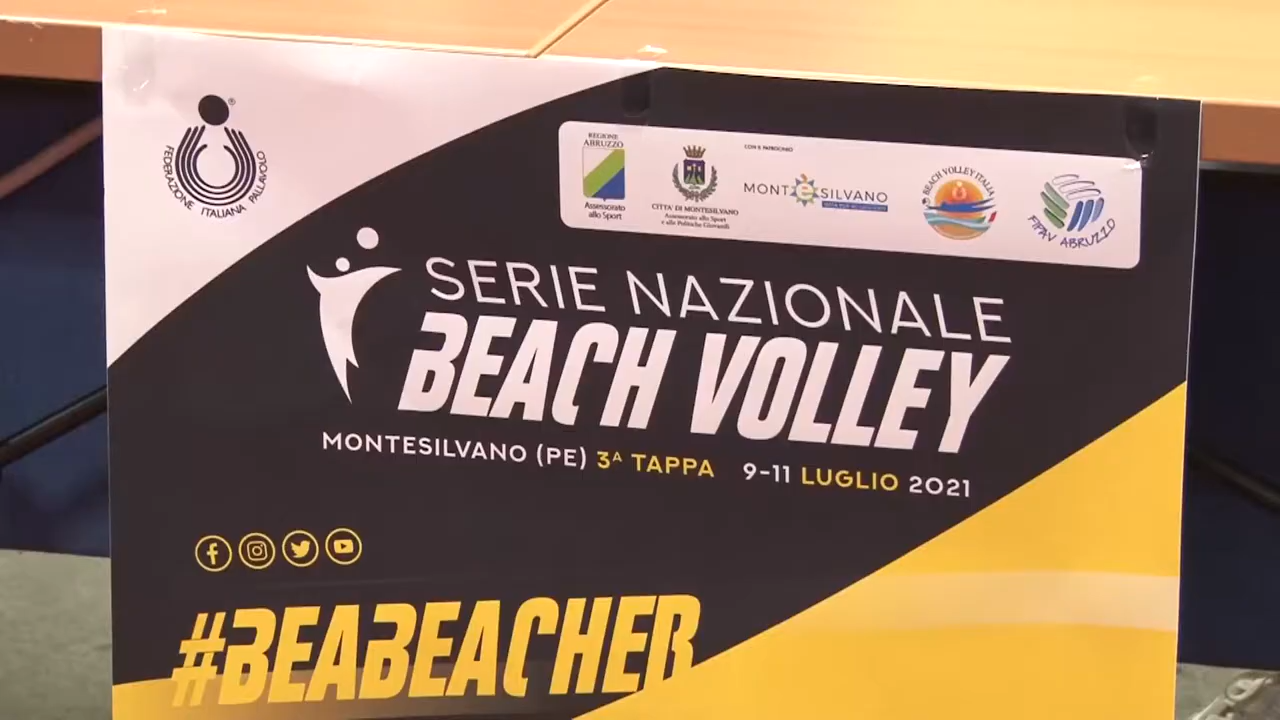 FEDERAZIONE ITALIANA PALLAVOLO
®
REGIONE
ABRUZZO
Assessorato
allo Sport
CITTA' DI MONTESILVANO
Assessorato allo Sport
e alle Politiche Giovanili
CON IL PATROCINIO
MONTESILVANO
BEACH VOLLEY ITALIA
FIPAV ABRUZZO
SERIE NAZIONALE
BEACH VOLLEY
MONTESILVANO (PE) 3ᴬ TAPPA 9-11 LUGLIO 2021
#BEABEACHER